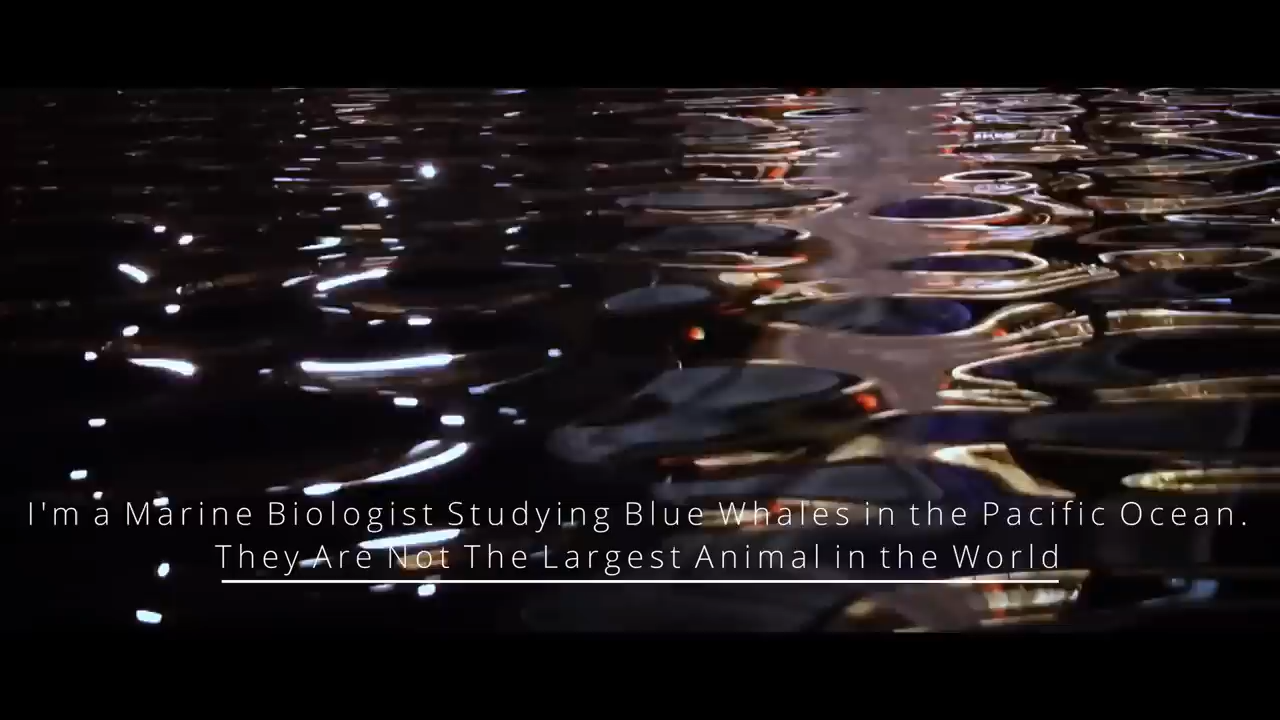 I'm a Marine Biologist Studying Blue Whales in the Pacific Ocean.
They Are Not The Largest Animal in the World